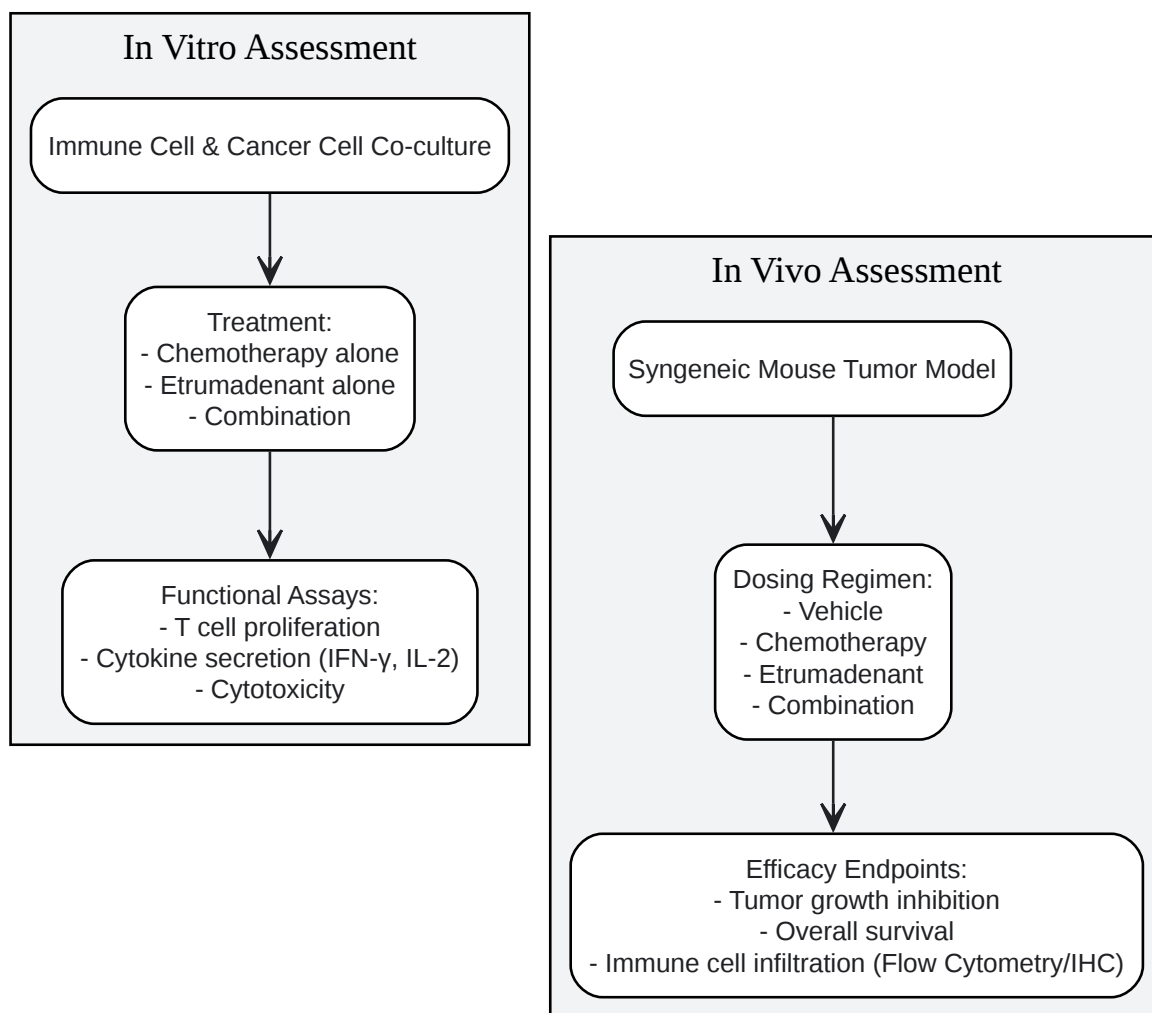 In Vitro Assessment
Immune Cell & Cancer Cell Co-culture
Treatment:
- Chemotherapy alone
- Etrumadenant alone
- Combination
Functional Assays:
- T cell proliferation
- Cytokine secretion (IFN-γ, IL-2)
- Cytotoxicity
In Vivo Assessment
Syngeneic Mouse Tumor Model
Dosing Regimen:
- Vehicle
- Chemotherapy
- Etrumadenant
- Combination
Efficacy Endpoints:
- Tumor growth inhibition
- Overall survival
- Immune cell infiltration (Flow Cytometry/IHC)